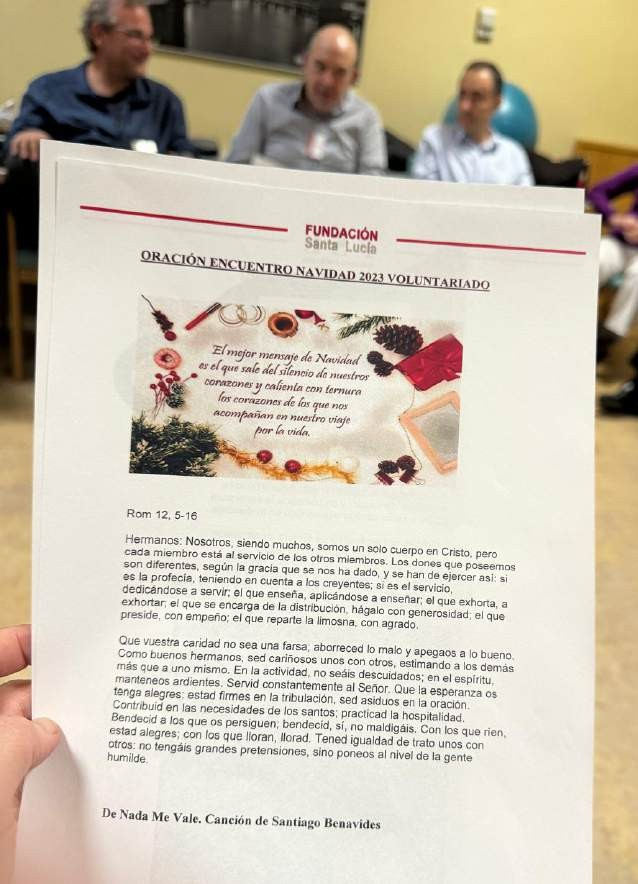 FUNDACIÓN
Santa Lucía
ORACIÓN ENCUENTRO NAVIDAD 2023 VOLUNTARIADO
El mejor mensaje de Navidad
es el que sale del silencio de nuestros
corazones y calienta con ternura
los corazones de los que nos
acompañan en nuestro viaje
por la vida.
Rom 12, 5-16
Hermanos: Nosotros, siendo muchos, somos un solo cuerpo en Cristo, pero
cada miembro está al servicio de los otros miembros. Los dones que poseemos
son diferentes, según la gracia que se nos ha dado, y se han de ejercer así: si
es la profecía, teniendo en cuenta a los creyentes; si es el servicio,
dedicándose a servir; el que enseña, aplicándose a enseñar; el que exhorta, a
exhortar; el que se encarga de la distribución, hágalo con generosidad; el que
preside, con empeño; el que reparte la limosna, con agrado.
Que vuestra caridad no sea una farsa; aborreced lo malo y apegaos a lo bueno.
Como buenos hermanos, sed cariñosos unos con otros, estimando a los demás
más que a uno mismo. En la actividad, no seáis descuidados; en el espíritu,
manteneos ardientes. Servid constantemente al Señor. Que la esperanza os
tenga alegres: estad firmes en la tribulación, sed asiduos en la oración.
Contribuid en las necesidades de los santos; practicad la hospitalidad.
Bendecid a los que os persiguen; bendecid, sí, no maldigáis. Con los que ríen,
estad alegres; con los que lloran, llorad. Tened igualdad de trato unos con
otros: no tengáis grandes pretensiones, sino poneos al nivel de la gente
humilde.
De Nada Me Vale. Canción de Santiago Benavides